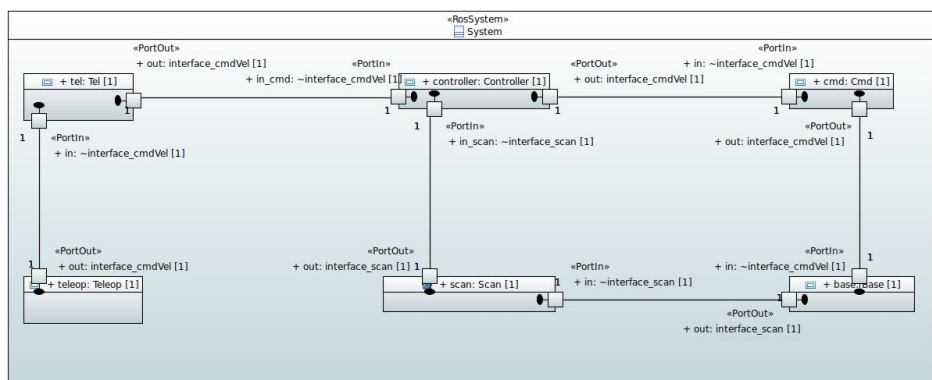 «RosSystem»
System
«PortOut»
+ out: interface_cmdVel [1]
«PortIn»
+ in_cmd: ~interface_cmdVel[1]
«PortOut»
+ out: interface_cmdVel [1]
«PortIn»
+ in: ~interface_cmdVel [1]
+ tel: Tel [1]
+ controller: Controller [1]
+ cmd: Cmd [1]
1
1
1
1
1
1
1
«PortIn»
+ in: ~interface_cmdVel [1]
«PortIn»
+ in_scan: ~interface_scan [1]
«PortOut»
+ out: interface_cmdVel [1]
«PortOut»
+ out: interface_cmdVel [1]
«PortOut»
+ out: interface_scan [1]
«PortIn»
+ in: ~interface_scan [1]
«PortIn»
+ in: ~interface_cmdVel [1]
1
1
1
1
1
+ teleop: Teleop [1]
+ scan: Scan [1]
+ base: Base [1]
«PortOut»
+ out: interface_scan [1]